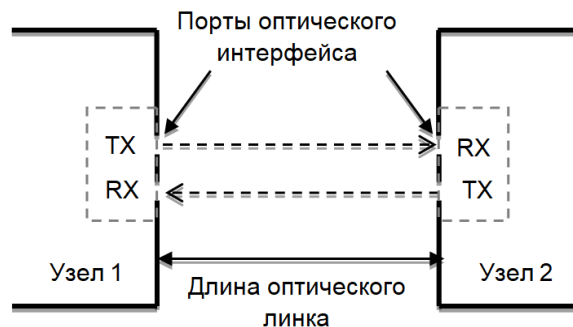 Порты оптического
интерфейса
TX
RX
RX
TX
Узел 1
Узел 2
Длина оптического
линка